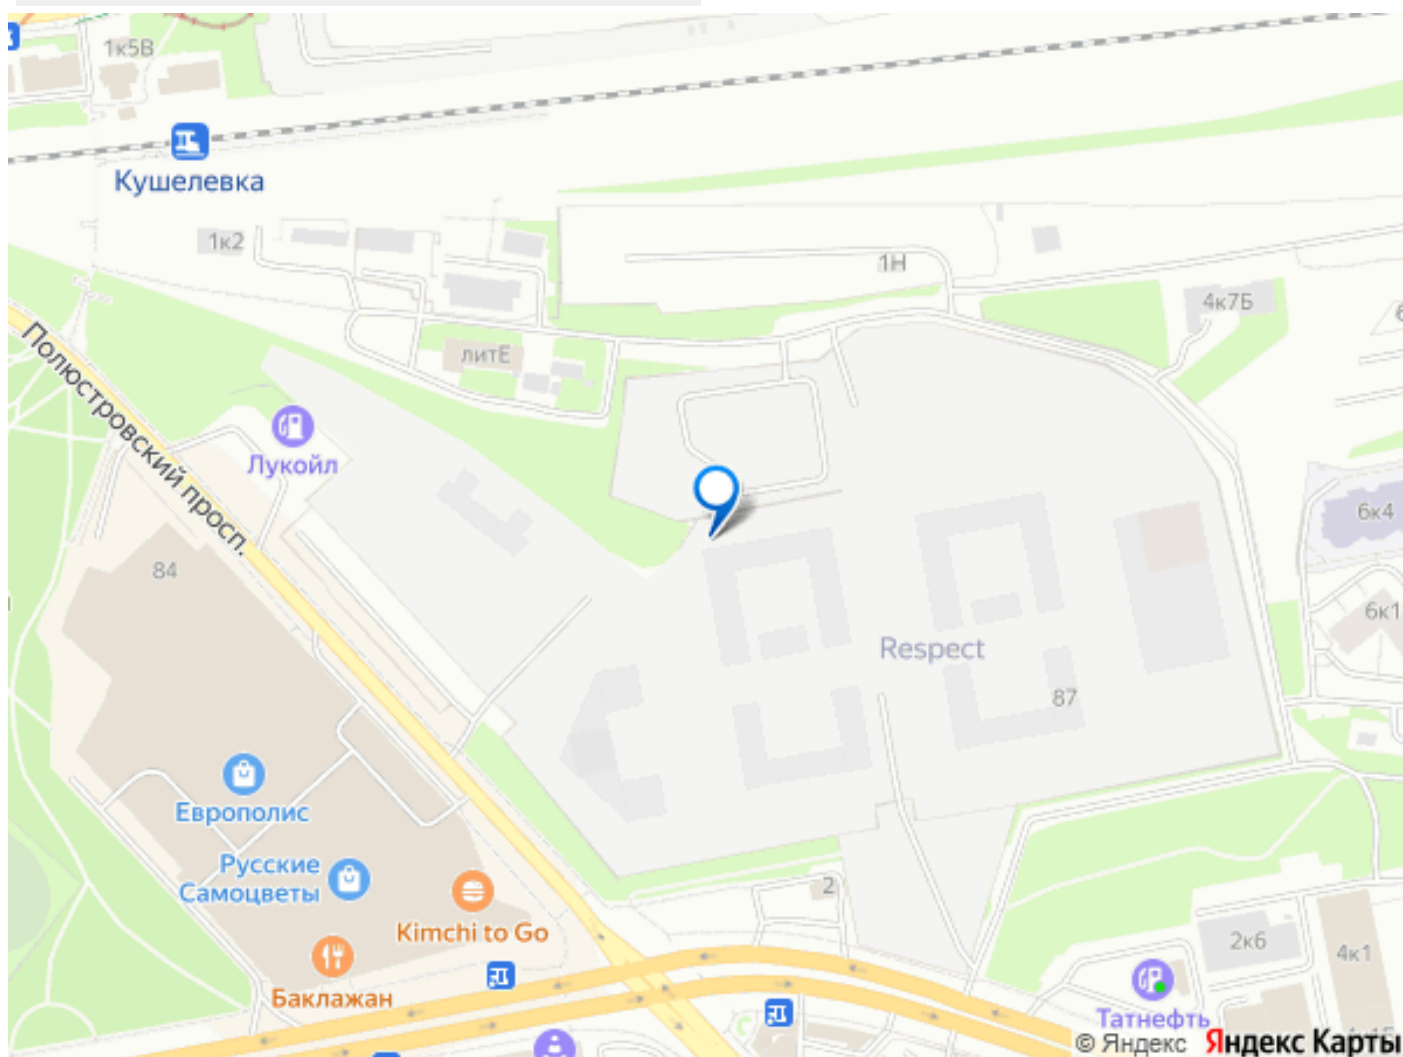 1к5В
Кушелевка
1к2
1Н
4к7Б
литЕ
Полюстровский просп.
Лукойл
6к4
84
6к1
Respect
87
Европолис
Русские
Самоцветы
2
Kimchi to Go
2к6
4к1
Баклажан
Татнефть
© Яндекс Яндекс Карты